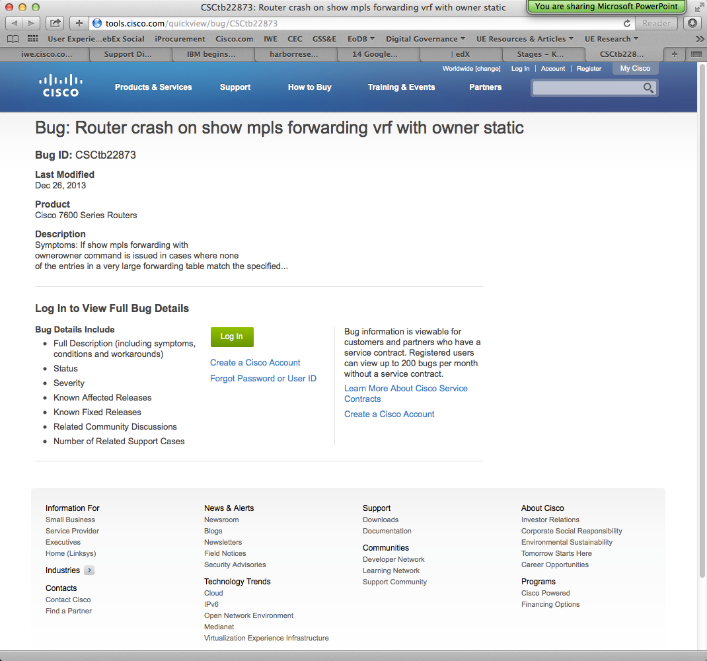 CSCtb22873: Router crash on show mpls forwarding vrf with owner static
You are sharing Microsoft PowerPoint
tools.cisco.com/quickview/bug/CSCtb22873
Reader
User Experie...ebEx Social iProcurement Cisco.com IWE CEC GSS&E EoDB Digital Governance UE Resources & Articles UE Research
iwe.cisco.co... Support Di... IBM begins... harborrese... 14 Google... | edX Stages – K... CSCtb228...
Worldwide [change] Log In | Account | Register My Cisco
CISCO
Products & Services Support How to Buy Training & Events Partners
Bug: Router crash on show mpls forwarding vrf with owner static
Bug ID: CSCtb22873
Last Modified
Dec 26, 2013
Product
Cisco 7600 Series Routers
Description
Symptoms: If show mpls forwarding with
ownerowner command is issued in cases where none
of the entries in a very large forwarding table match the specified...
Log In to View Full Bug Details
Bug Details Include
• Full Description (including symptoms,
conditions and workarounds)
• Status
• Severity
• Known Affected Releases
• Known Fixed Releases
• Related Community Discussions
• Number of Related Support Cases
Log In
Create a Cisco Account
Forgot Password or User ID
Bug information is viewable for
customers and partners who have a
service contract. Registered users
can view up to 200 bugs per month
without a service contract.
Learn More About Cisco Service
Contracts
Create a Cisco Account
Information For
Small Business
Service Provider
Executives
Home (Linksys)
Industries
Contacts
Contact Cisco
Find a Partner
News & Alerts
Newsroom
Blogs
Newsletters
Field Notices
Security Advisories
Technology Trends
Cloud
IPv6
Open Network Environment
Medianet
Virtualization Experience Infrastructure
Support
Downloads
Documentation
Communities
Developer Network
Learning Network
Support Community
About Cisco
Investor Relations
Corporate Social Responsibility
Environmental Sustainability
Tomorrow Starts Here
Career Opportunities
Programs
Cisco Powered
Financing Options